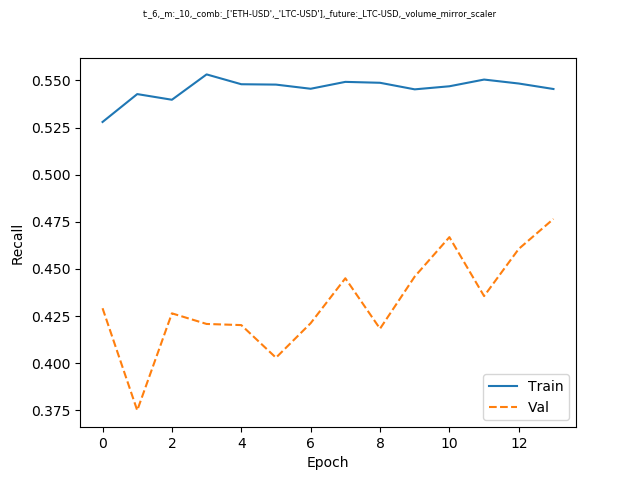 t:_6,_m:_10,_comb:_['ETH-USD',_'LTC-USD'],_future:_LTC-USD,_volume_mirror_scaler
0.550
0.525
0.500
0.475
0.450
0.425
0.400
0.375
Recall
0 2 4 6 8 10 12
Epoch
Train
Val